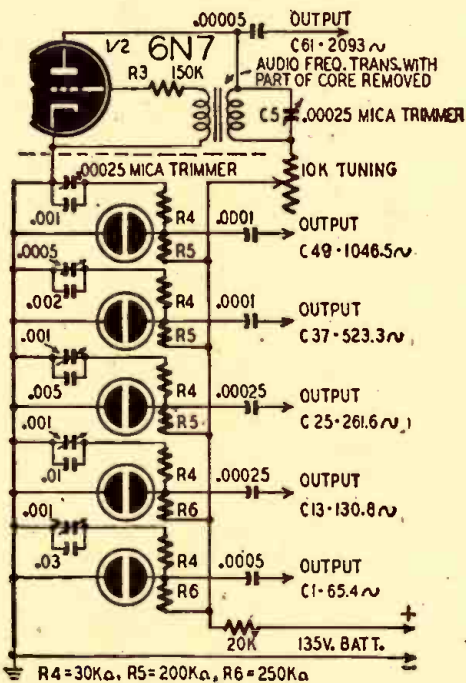 .00005
OUTPUT
C61·2093~
1/2 6N7
AUDIO FREQ. TRANS. WITH
PART OF CORE REMOVED
R3 150K
C5
.00025 MICA TRIMMER
.00025 MICA TRIMMER
10K TUNING
.001
R4
.0001
OUTPUT
R5
C49·1046.5~
.0005
R4
.0001
OUTPUT
.002
R5
C37·523.3~
.001
R4
.00025
OUTPUT
.005
R5
C25·261.6~
.001
R4
.00025
OUTPUT
.01
R6
C13·130.8~
.001
R4
.0005
OUTPUT
.03
R6
C1·65.4~
+
20K
135V. BATT.
-
R4=30KΩ, R5=200KΩ, R6=250KΩ